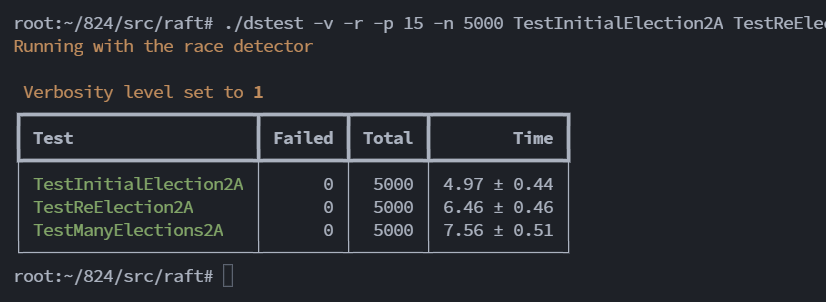 root:~/824/src/raft# ./dstest -v -r -p 15 -n 5000 TestInitialElection2A TestReElec
Running with the race detector
Verbosity level set to 1
Test Failed Total Time
TestInitialElection2A 0 5000 4.97 ± 0.44
TestReElection2A 0 5000 6.46 ± 0.46
TestManyElections2A 0 5000 7.56 ± 0.51
root:~/824/src/raft#